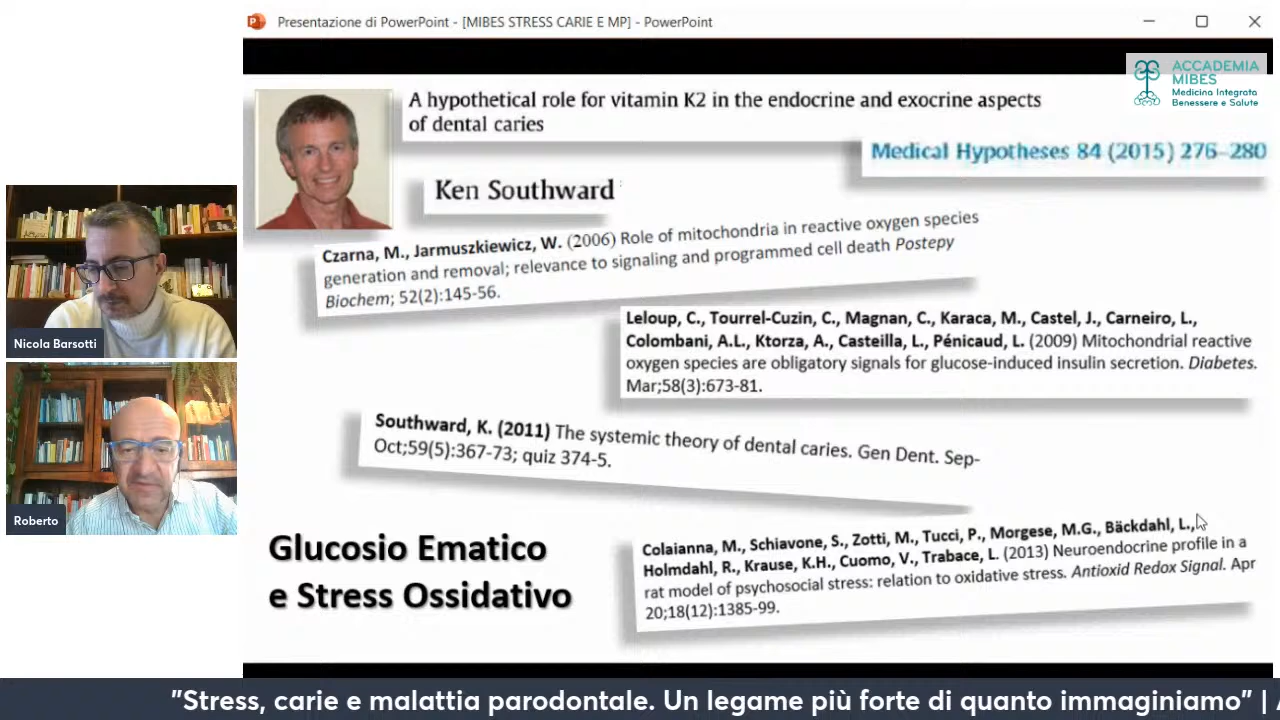 Presentazione di PowerPoint - [MIBES STRESS CARIE E MP] - PowerPoint
ACCADEMIA
MIBES
Medicina Integrata
Benessere e Salute
A hypothetical role for vitamin K2 in the endocrine and exocrine aspects
of dental caries
Medical Hypotheses 84 (2015) 276–280
Ken Southward
Czarna, M., Jarmuszkiewicz, W. (2006) Role of mitochondria in reactive oxygen species
generation and removal; relevance to signaling and programmed cell death Postepy
Biochem; 52(2):145-56.
Leloup, C., Tourrel-Cuzin, C., Magnan, C., Karaca, M., Castel, J., Carneiro, L.,
Colombani, A.L., Ktorza, A., Casteilla, L., Pénicaud, L. (2009) Mitochondrial reactive
oxygen species are obligatory signals for glucose-induced insulin secretion. Diabetes.
Mar;58(3):673-81.
Southward, K. (2011) The systemic theory of dental caries. Gen Dent. Sep-
Oct;59(5):367-73; quiz 374-5.
Glucosio Ematico
e Stress Ossidativo
Colaianna, M., Schiavone, S., Zotti, M., Tucci, P., Morgese, M.G., Bäckdahl, L.,
Holmdahl, R., Krause, K.H., Cuomo, V., Trabace, L. (2013) Neuroendocrine profile in a
rat model of psychosocial stress: relation to oxidative stress. Antioxid Redox Signal. Apr
20;18(12):1385-99.
Nicola Barsotti
Roberto
"Stress, carie e malattia parodontale. Un legame più forte di quanto immaginiamo" |